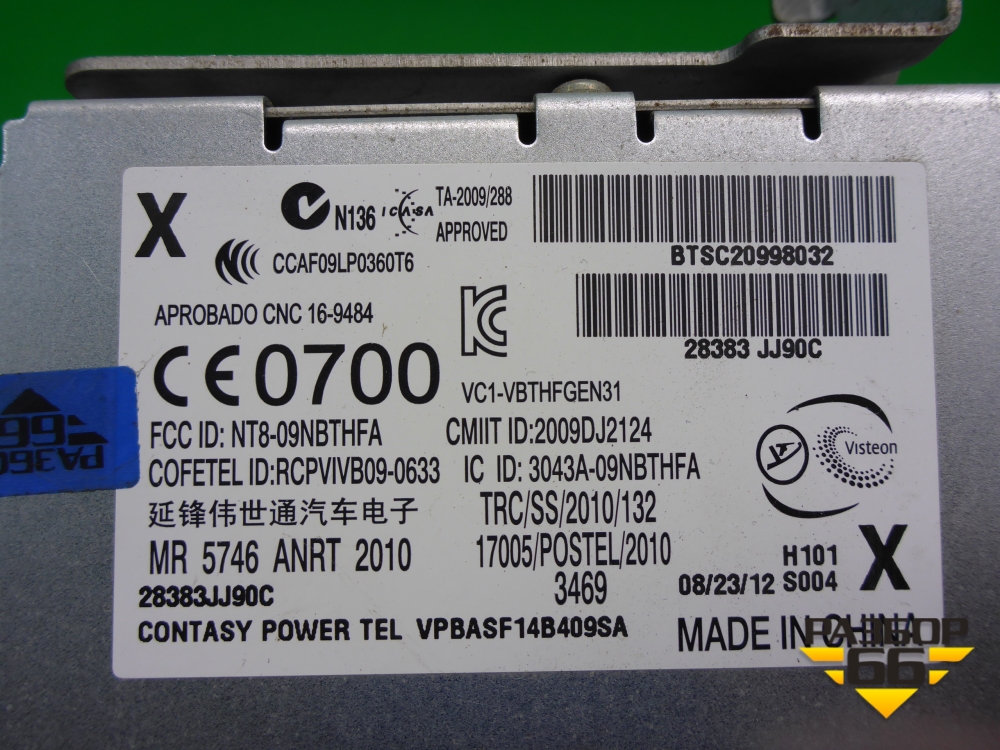 X
N136
ICASA
TA-2009/288
APPROVED
BTSC20998032
CCAF09LP0360T6
28383 JJ90C
APROBADO CNC 16-9484
CE0700
VC1-VBTHFGEN31
FCC ID: NT8-09NBTHFA
CMIIT ID:2009DJ2124
COFETEL ID:RCPVIVB09-0633
IC ID: 3043A-09NBTHFA
Visteon
延锋伟世通汽车电子
TRC/SS/2010/132
MR 5746 ANRT 2010
17005/POSTEL/2010
3469
28383JJ90C
H101
08/23/12 S004
X
CONTASY POWER TEL VPBASF14B409SA
MADE IN CHINA
66
РАЗБОР
66